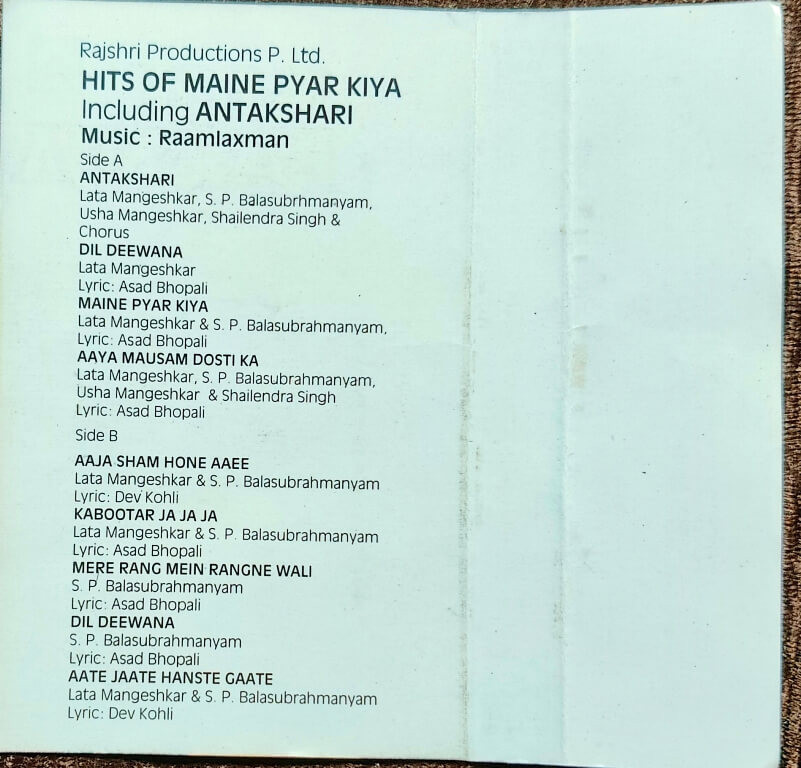 Rajshri Productions P. Ltd.
HITS OF MAINE PYAR KIYA
Including ANTAKSHARI
Music : Raamlaxman
Side A
ANTAKSHARI
Lata Mangeshkar, S. P. Balasubrhmanyam,
Usha Mangeshkar, Shailendra Singh &
Chorus
DIL DEEWANA
Lata Mangeshkar
Lyric: Asad Bhopali
MAINE PYAR KIYA
Lata Mangeshkar & S. P. Balasubrahmanyam,
Lyric: Asad Bhopali
AAYA MAUSAM DOSTI KA
Lata Mangeshkar, S. P. Balasubrahmanyam,
Usha Mangeshkar & Shailendra Singh
Lyric: Asad Bhopali
Side B
AAJA SHAM HONE AAEE
Lata Mangeshkar & S. P. Balasubrahmanyam
Lyric: Dev Kohli
KABOOTAR JA JA JA
Lata Mangeshkar & S. P. Balasubrahmanyam
Lyric: Asad Bhopali
MERE RANG MEIN RANGNE WALI
S. P. Balasubrahmanyam
Lyric: Asad Bhopali
DIL DEEWANA
S. P. Balasubrahmanyam
Lyric: Asad Bhopali
AATE JAATE HANSTE GAATE
Lata Mangeshkar & S. P. Balasubrahmanyam
Lyric: Dev Kohli